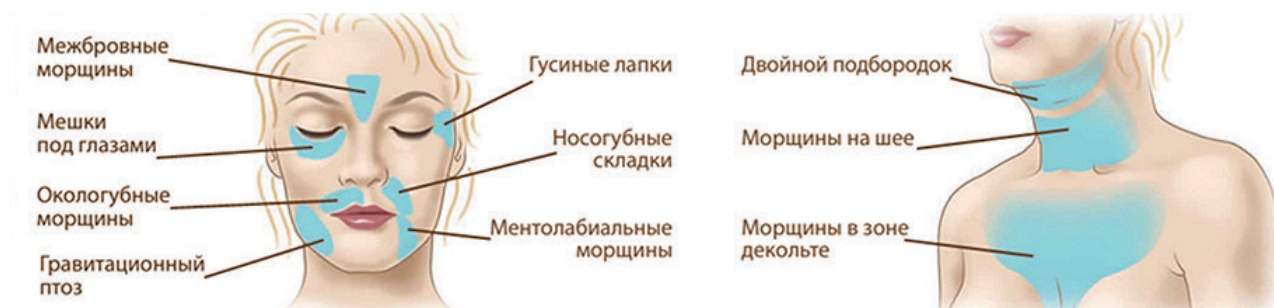 Межбровные
морщины
Мешки
под глазами
Окологубные
морщины
Гравитационный
птоз
Гусиные лапки
Носогубные
складки
Ментолабиальные
морщины
Двойной подбородок
Морщины на шее
Морщины в зоне
декольте